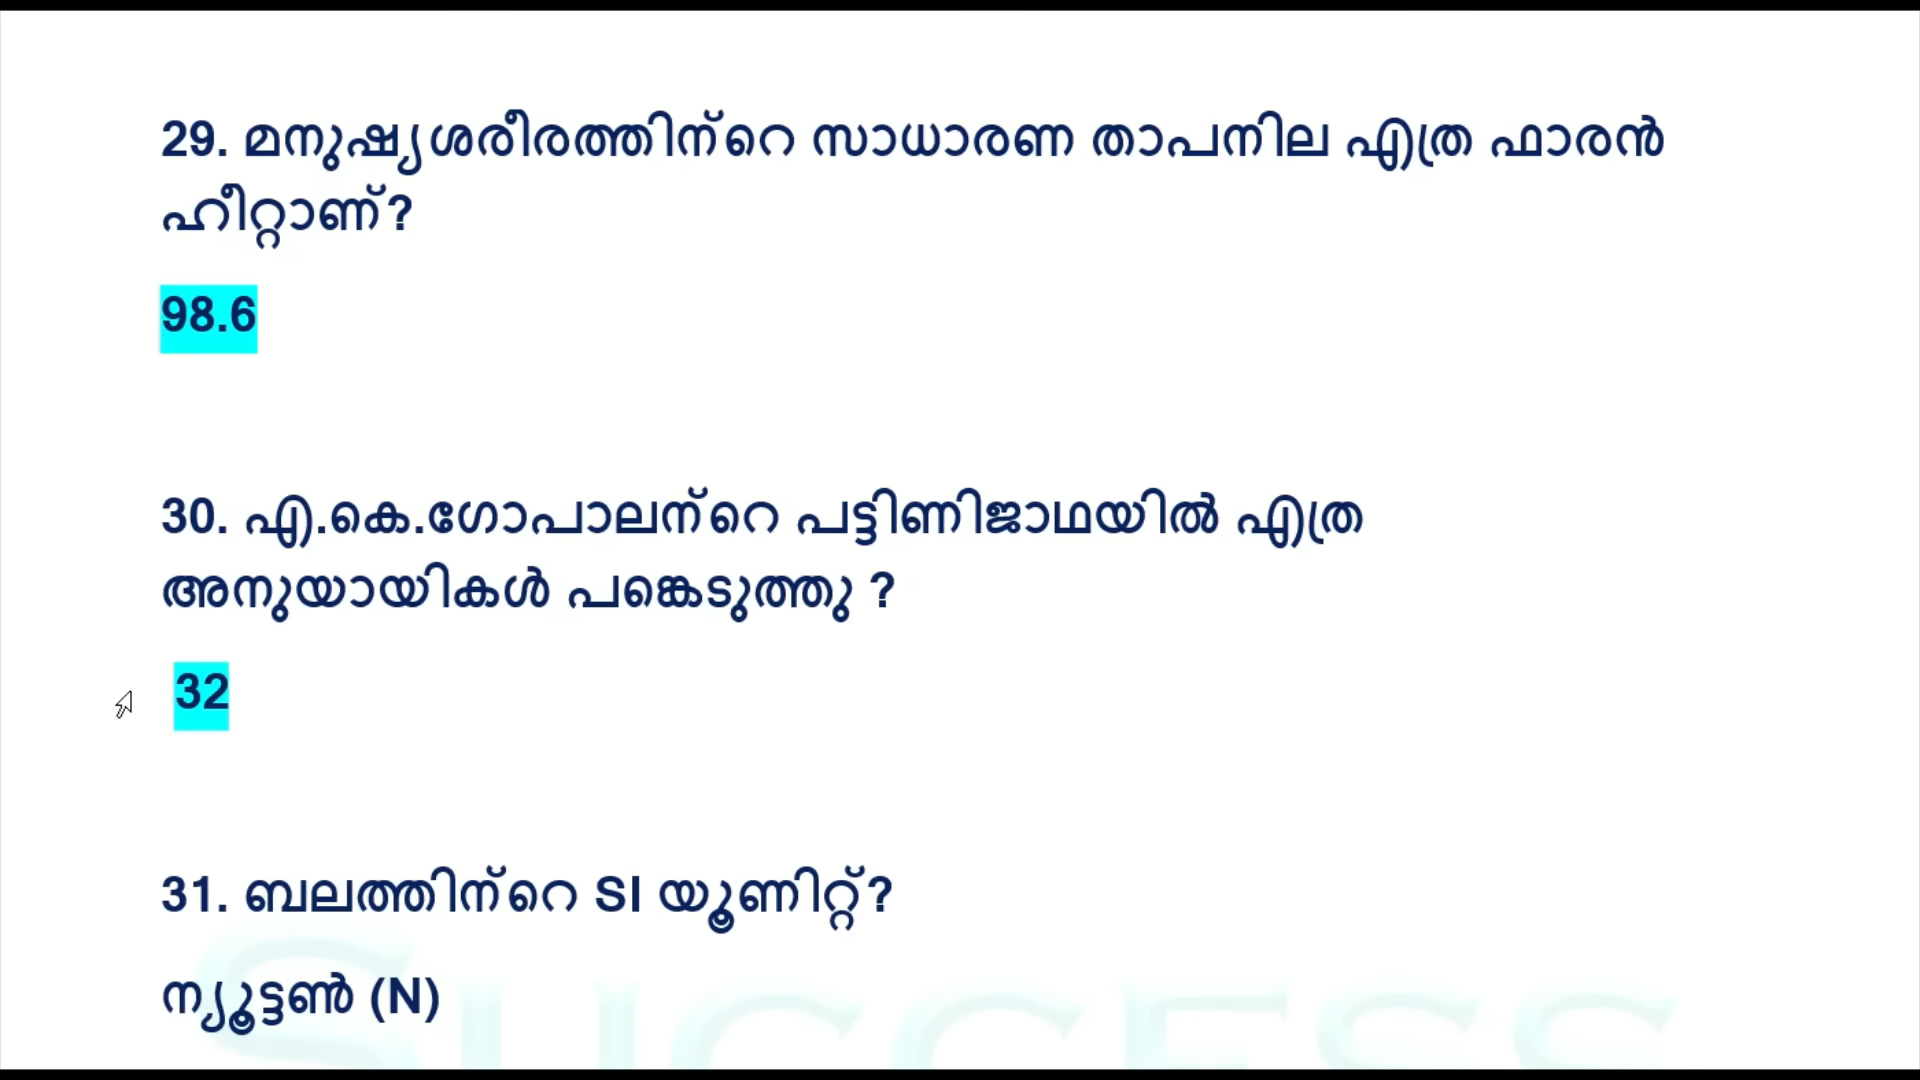 29. മനുഷ്യശരീരത്തിന്റെ സാധാരണ താപനില എത്ര ഫാരൻ
ഹീറ്റാണ്?
98.6
30. എ.കെ.ഗോപാലന്റെ പട്ടിണിജാഥയിൽ എത്ര
അനുയായികൾ പങ്കെടുത്തു ?
32
31. ബലത്തിന്റെ SI യൂണിറ്റ്?
ന്യൂട്ടൺ (N)
SUCCESS